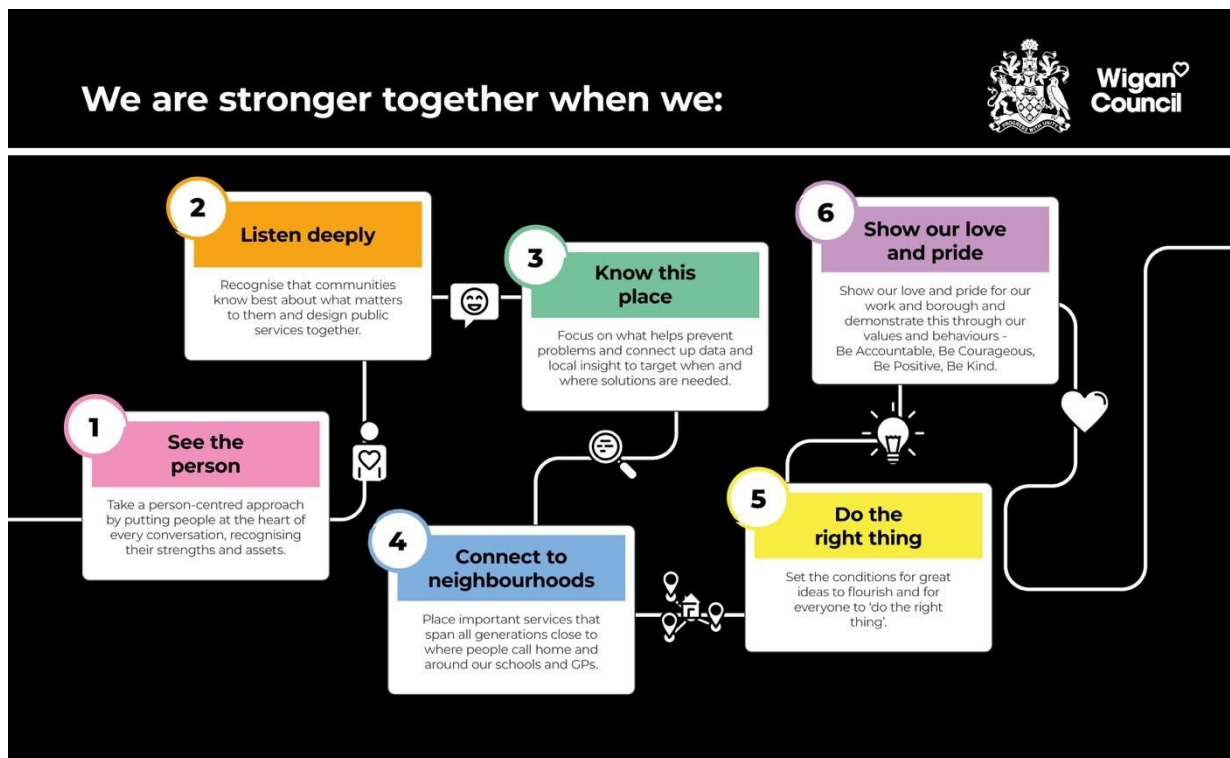 We are stronger together when we:
PROGRESS WITH UNITY
Wigan
Council
1
See the
person
Take a person-centred approach
by putting people at the heart of
every conversation, recognising
their strengths and assets.
2
Listen deeply
Recognise that communities
know best about what matters
to them and design public
services together.
3
Know this
place
Focus on what helps prevent
problems and connect up data and
local insight to target when and
where solutions are needed.
4
Connect to
neighbourhoods
Place important services that
span all generations close to
where people call home and
around our schools and GPs.
5
Do the
right thing
Set the conditions for great
ideas to flourish and for
everyone to ‘do the right
thing’.
6
Show our love
and pride
Show our love and pride for our
work and borough and
demonstrate this through our
values and behaviours -
Be Accountable, Be Courageous,
Be Positive, Be Kind.